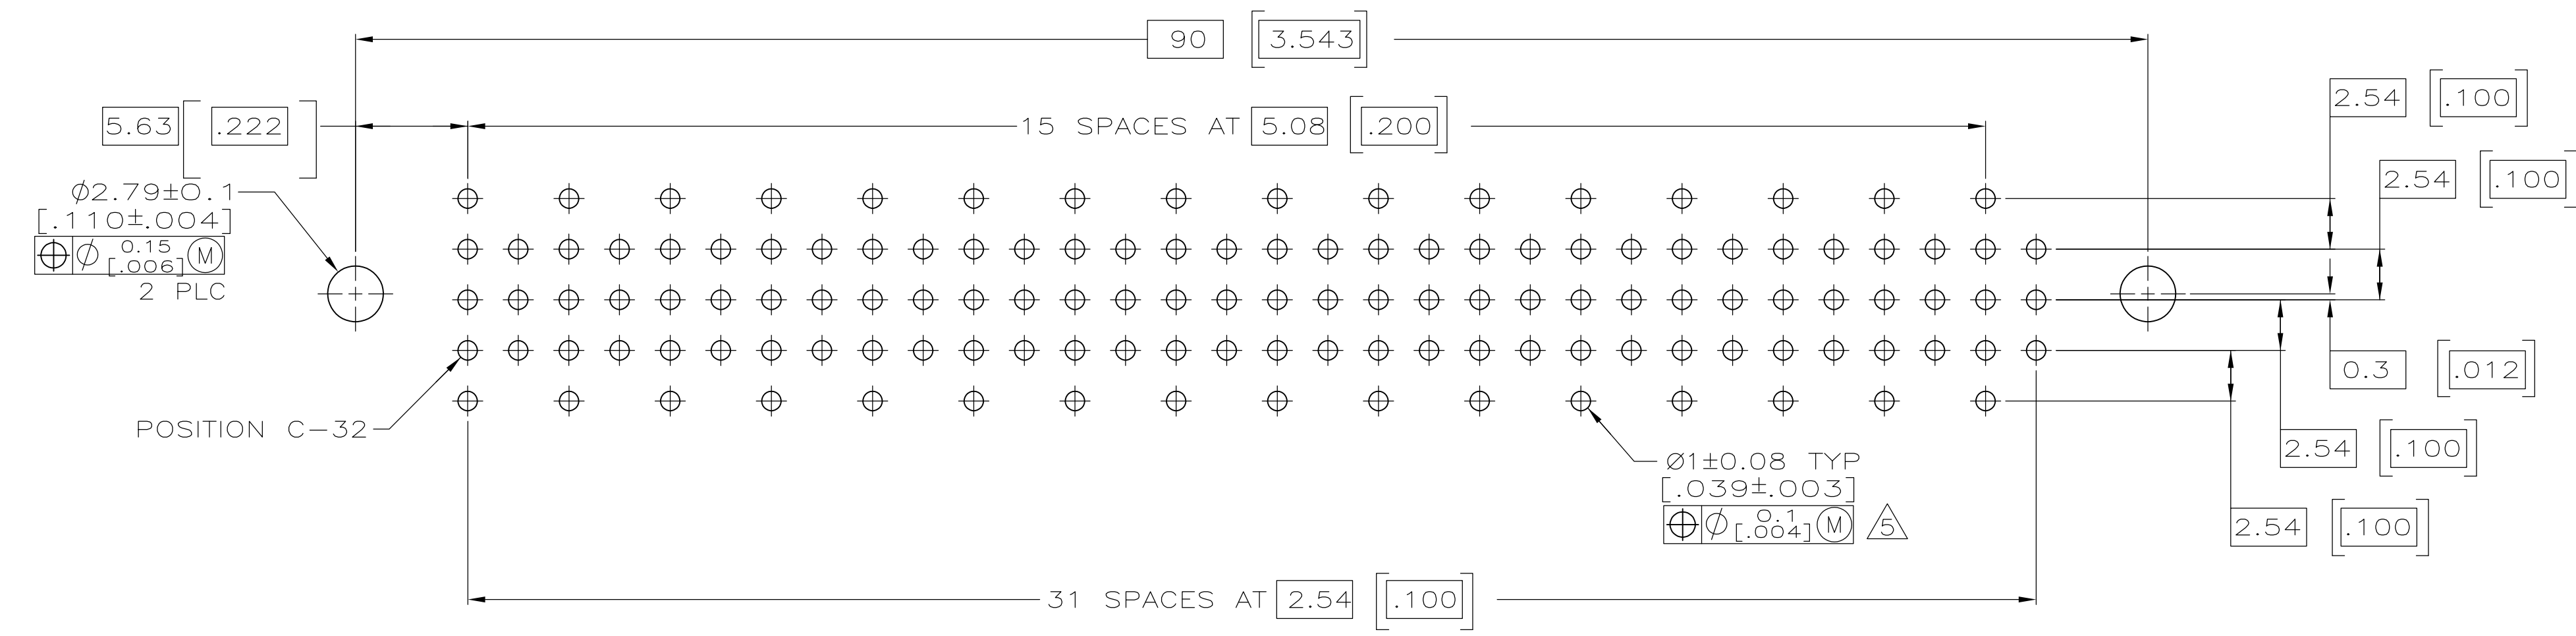 90 [3.543]
5.63 [.222]
15 SPACES AT 5.08 [.200]
2.54 [.100]
2.54 [.100]
Ø2.79±0.1
[.110±.004]
⌖ Ø 0.15 [.006] Ⓜ
2 PLC
0.3 [.012]
POSITION C-32
2.54 [.100]
Ø1±0.08 TYP
[.039±.003]
⌖ Ø 0.1 [.004] Ⓜ 5
2.54 [.100]
31 SPACES AT 2.54 [.100]